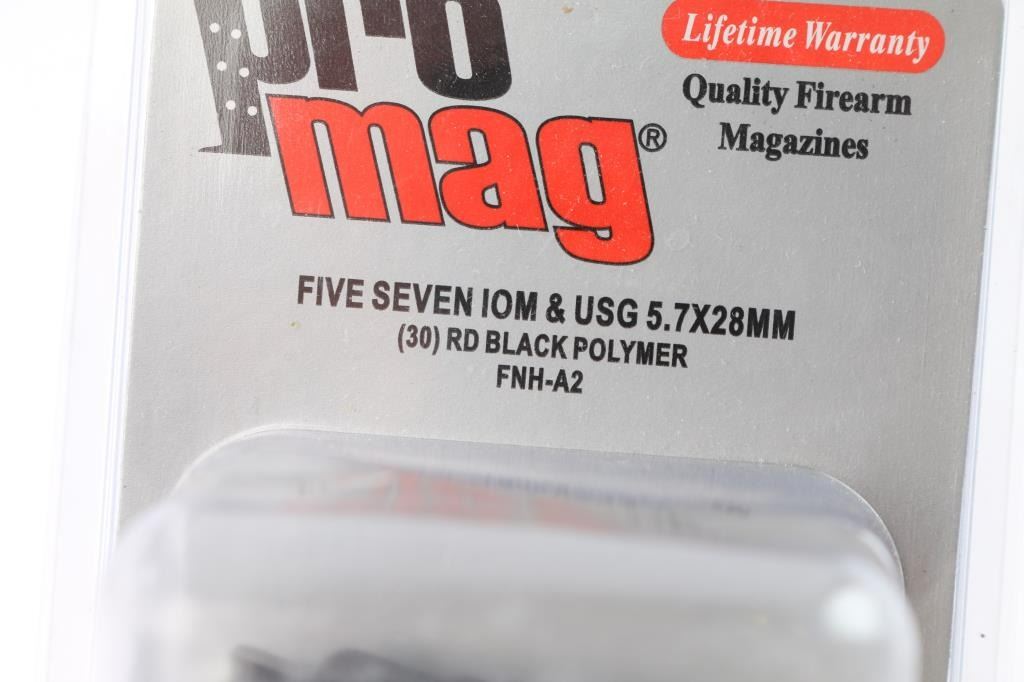 pro
mag®
Lifetime Warranty
Quality Firearm
Magazines
FIVE SEVEN IOM & USG 5.7X28MM
(30) RD BLACK POLYMER
FNH-A2